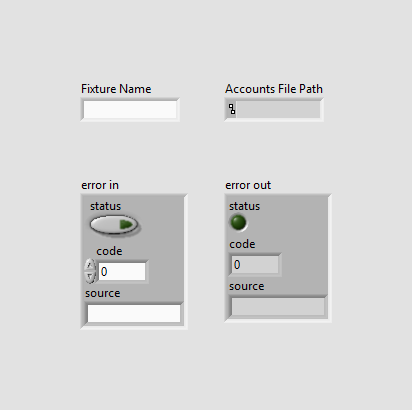 Fixture Name
Accounts File Path
error in
status
code
0
source
error out
status
code
0
source